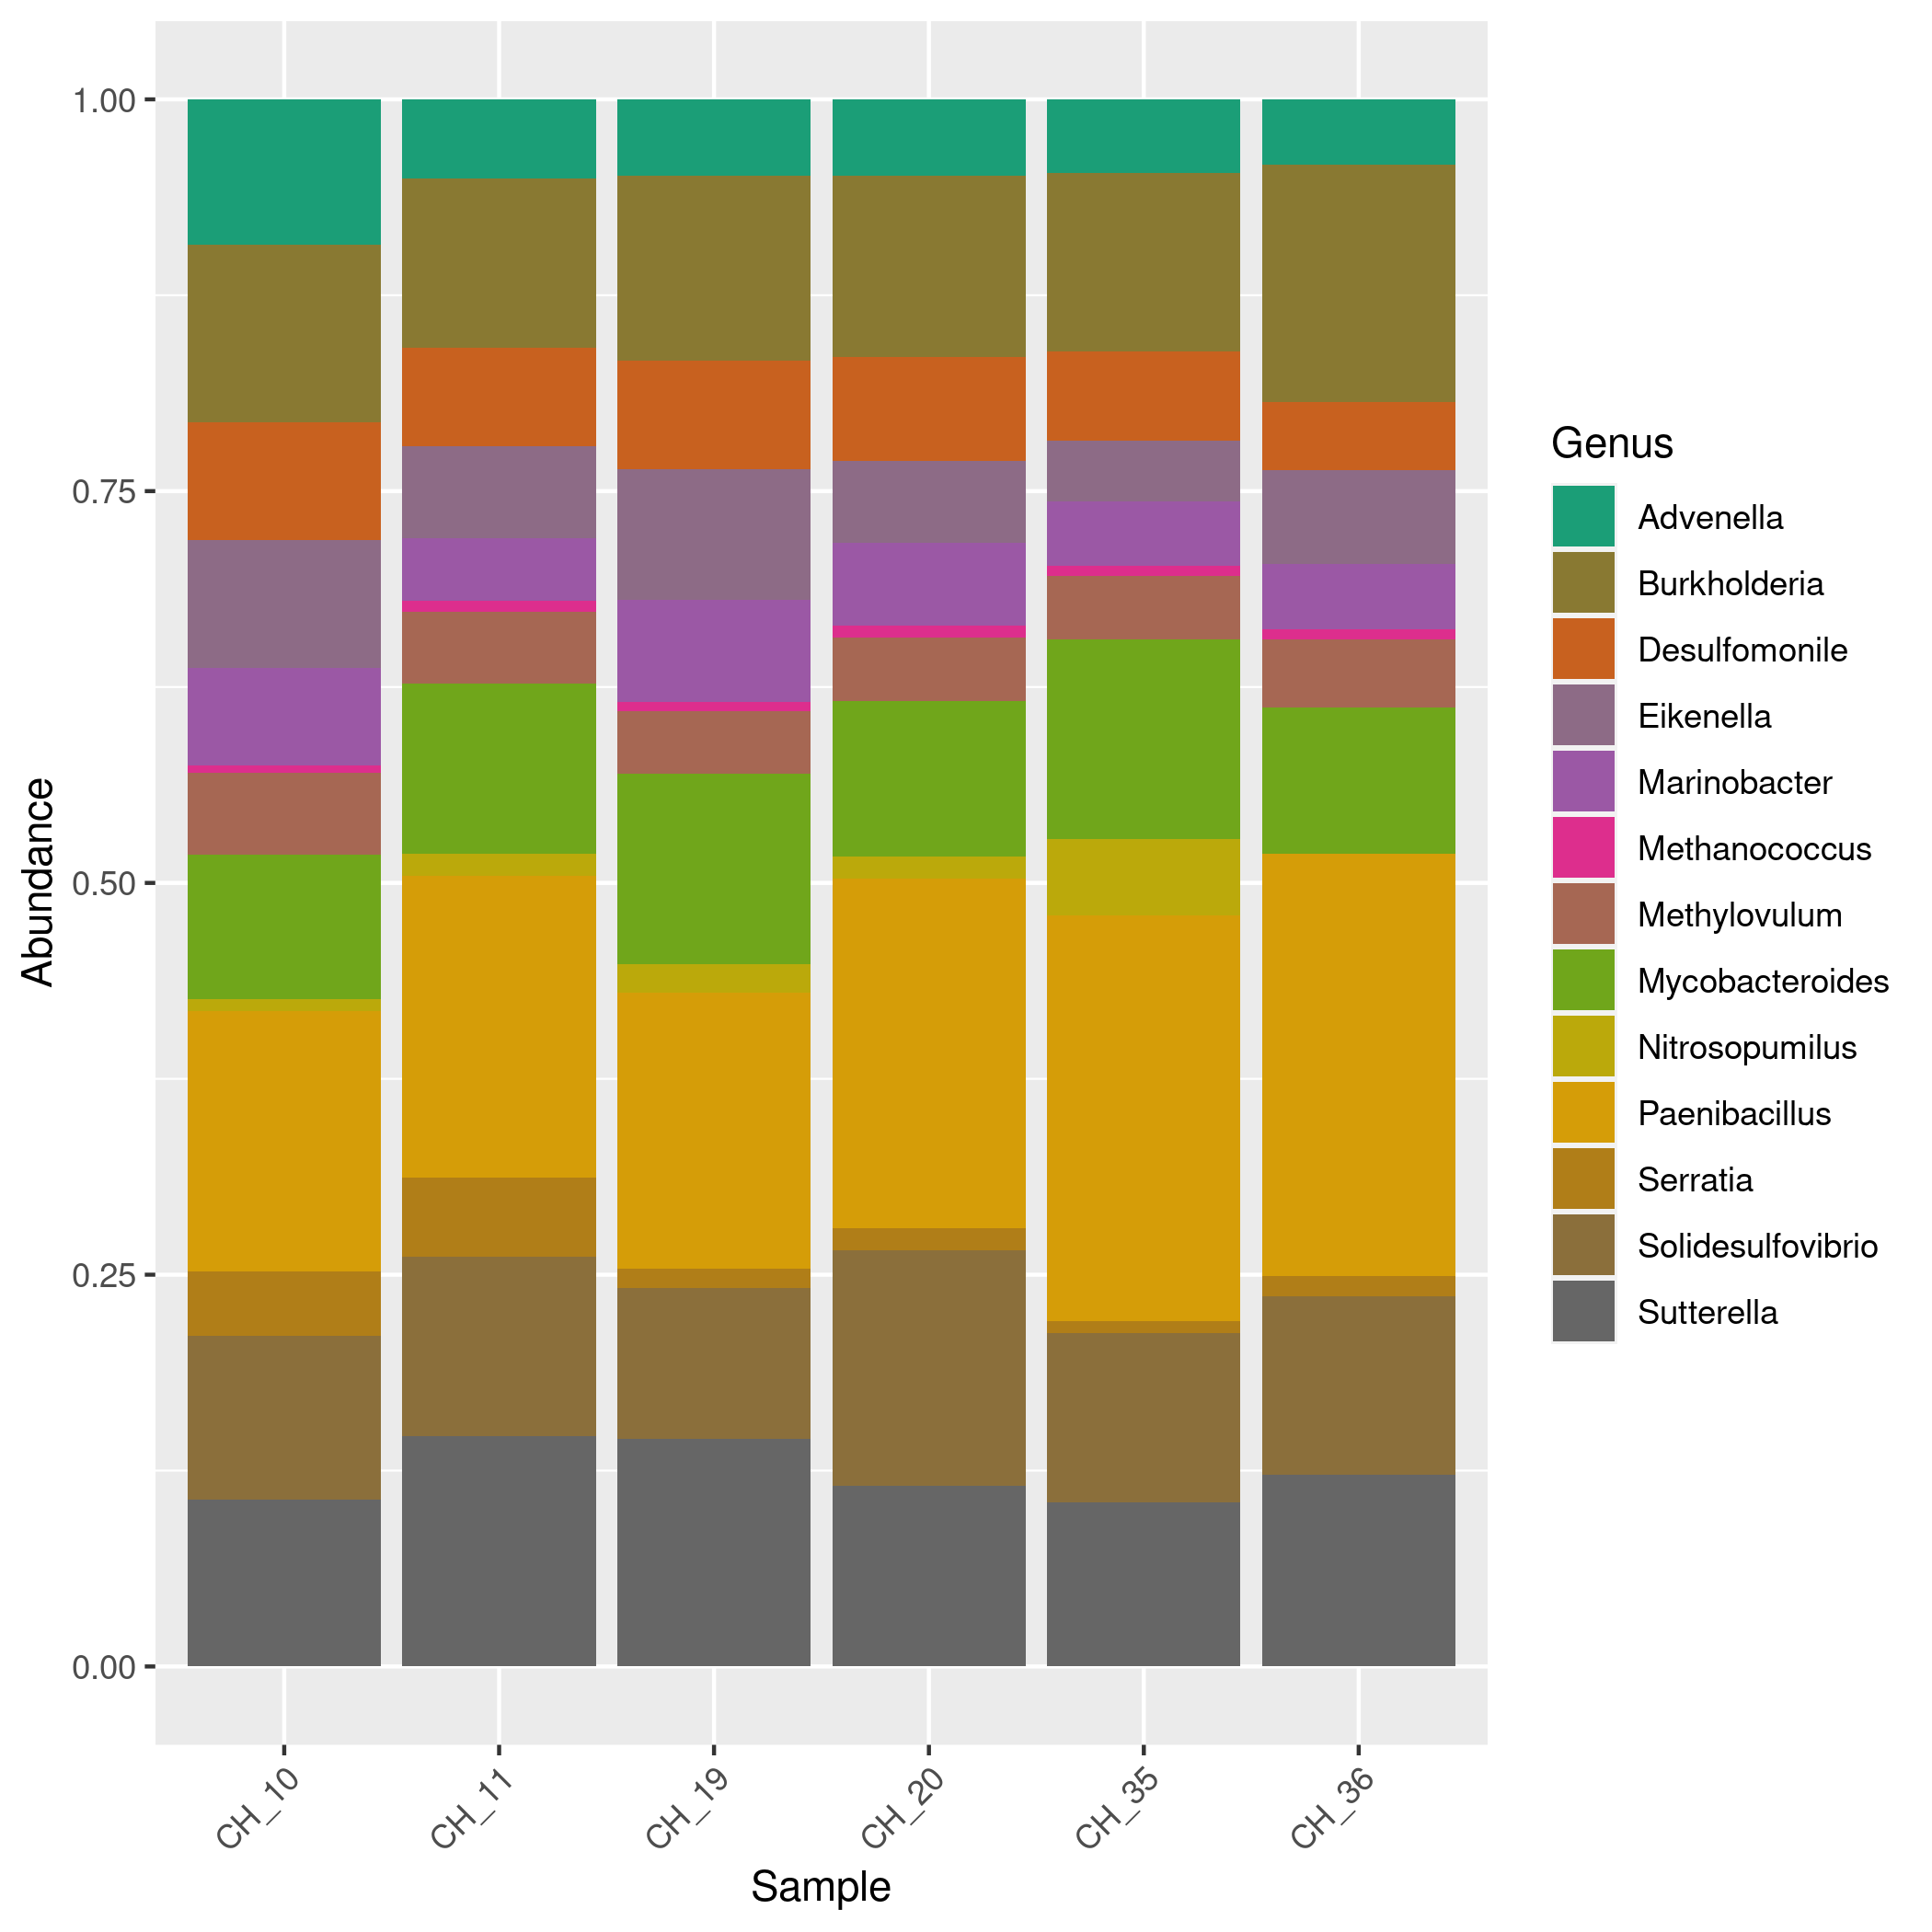 Abundance
1.00
0.75
0.50
0.25
0.00
CH_10
CH_11
CH_19
CH_20
CH_35
CH_36
Sample
Genus
Advenella
Burkholderia
Desulfomonile
Eikenella
Marinobacter
Methanococcus
Methylovulum
Mycobacteroides
Nitrosopumilus
Paenibacillus
Serratia
Solidesulfovibrio
Sutterella